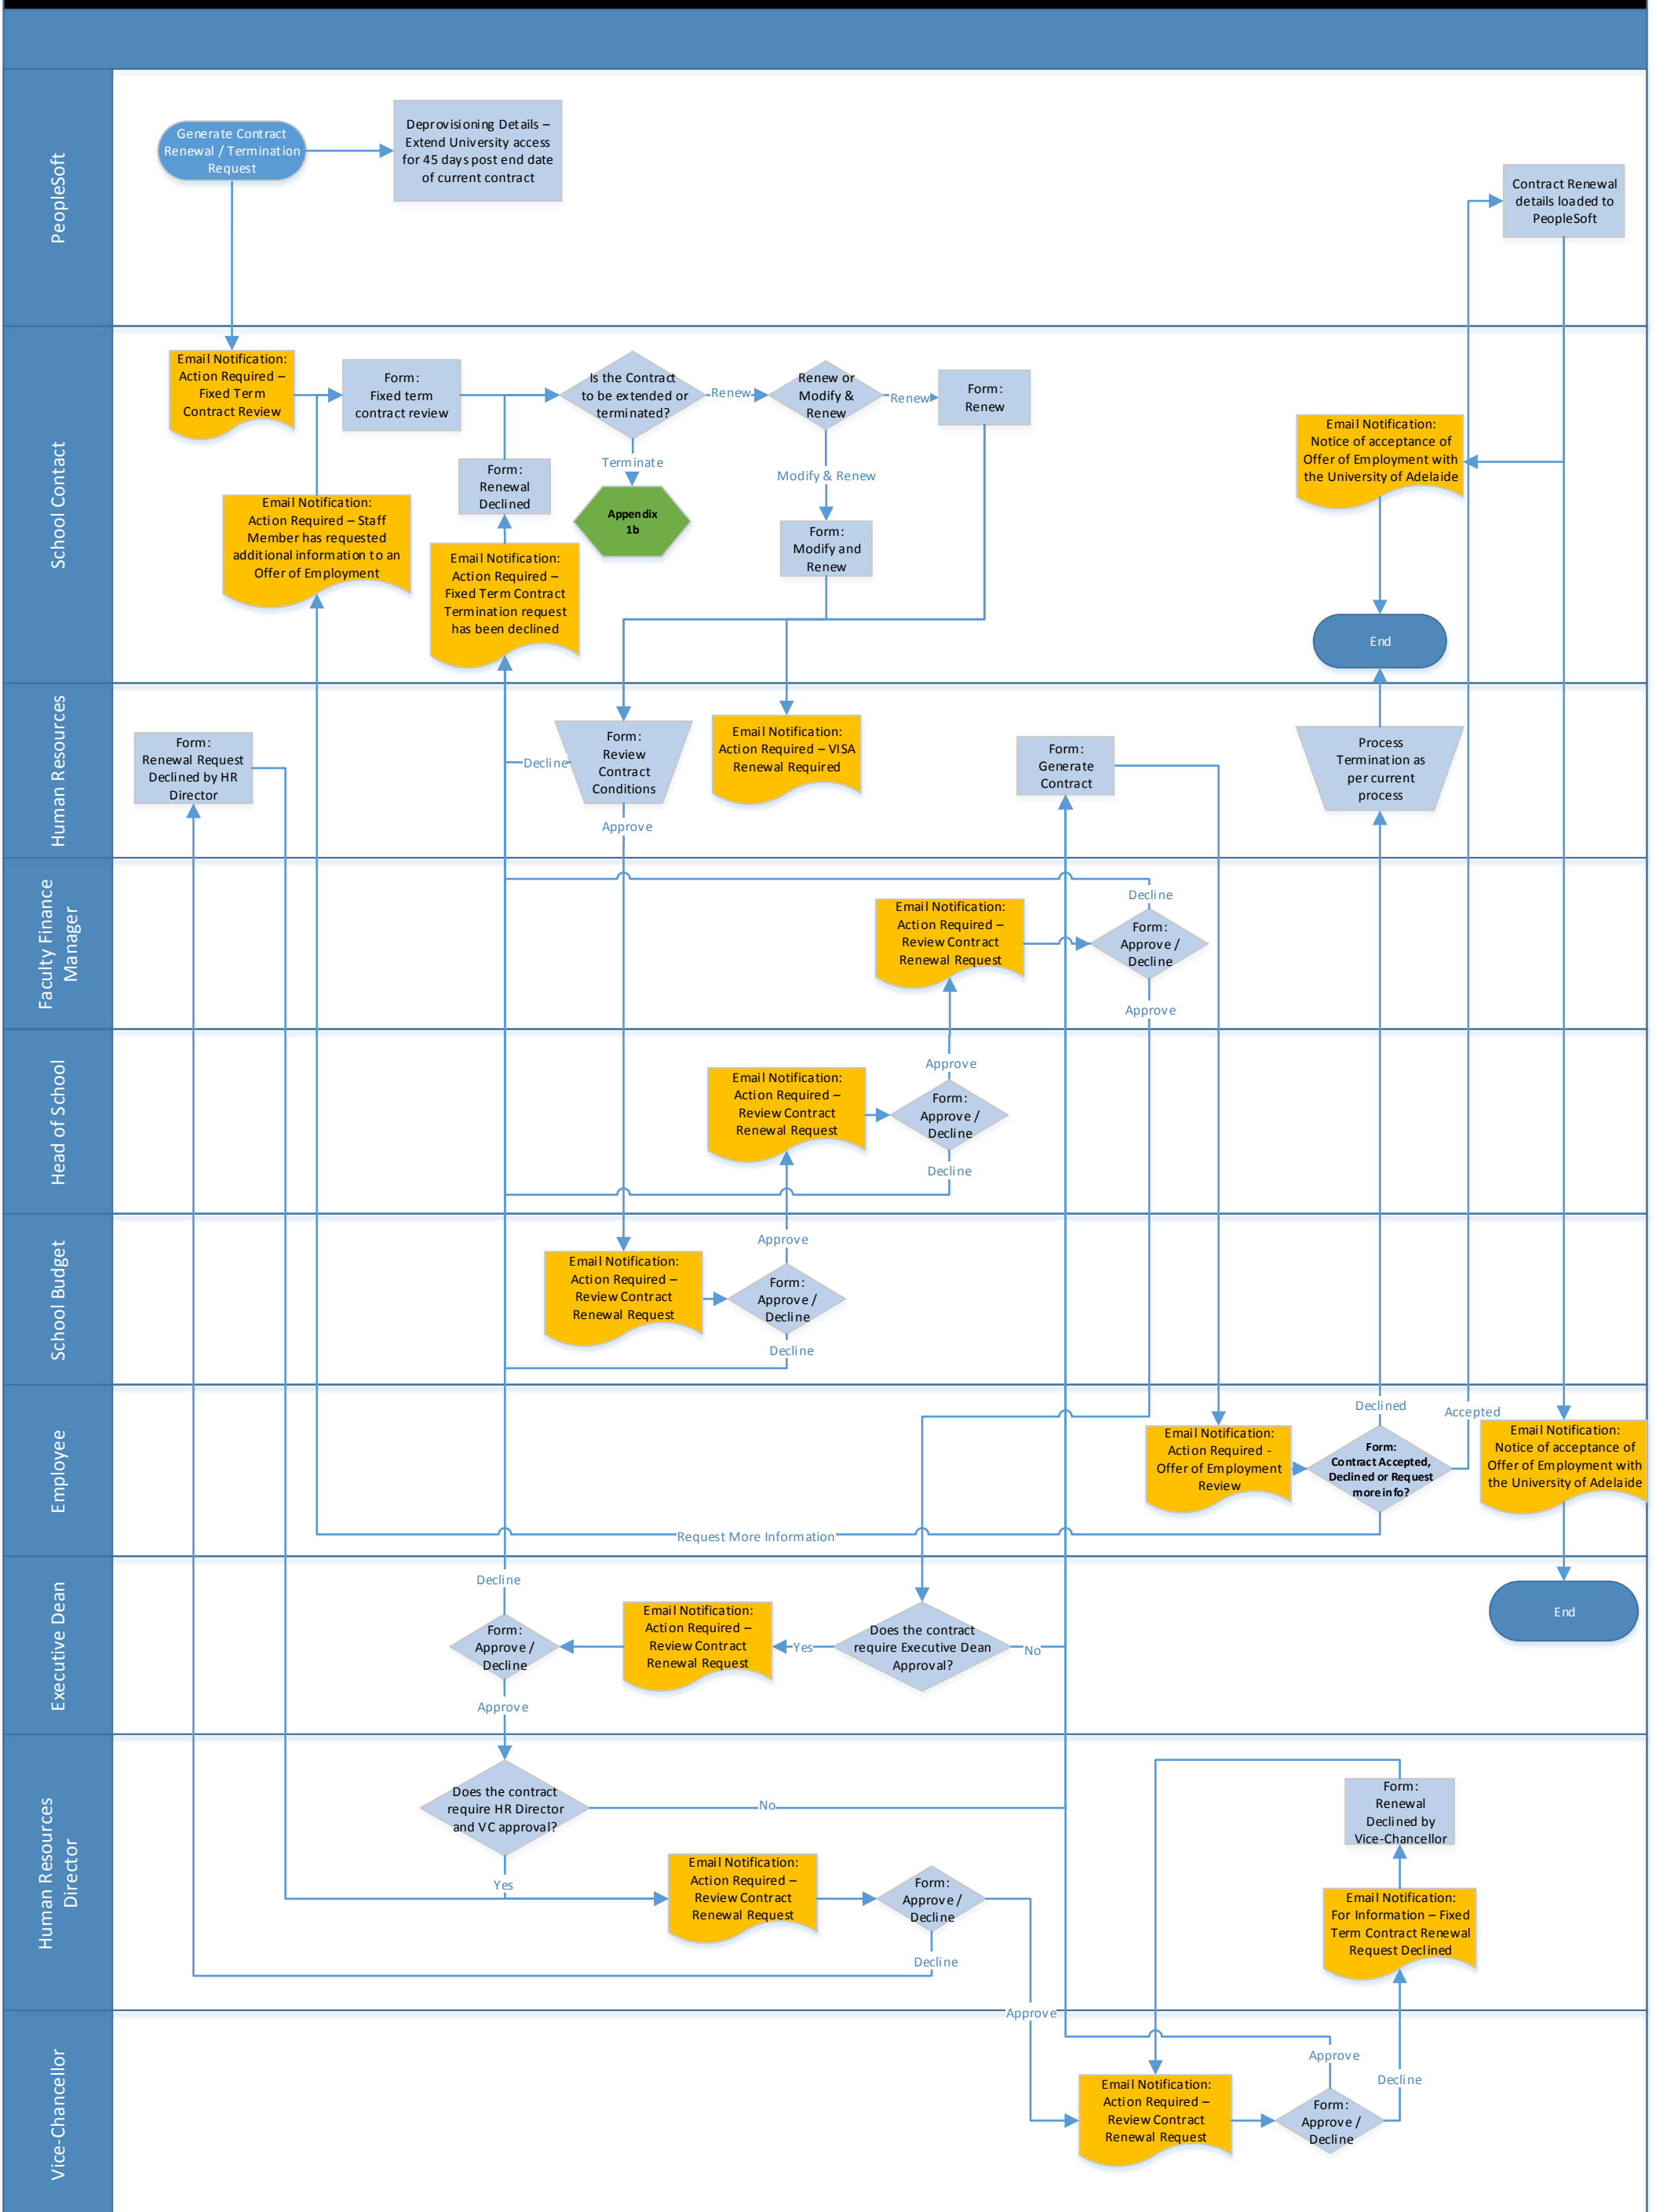 PeopleSoft
Generate Contract
Renewal / Termination
Request
Deprovisioning Details –
Extend University access
for 45 days post end date
of current contract
Contract Renewal
details loaded to
PeopleSoft
School Contact
Email Notification:
Action Required –
Fixed Term
Contract Review
Form:
Fixed term
contract review
Is the Contract
to be extended or
terminated?
Renew
Renew or
Modify &
Renew
Renew
Form:
Renew
Terminate
Modify & Renew
Form:
Renewal
Declined
Appendix
1b
Form:
Modify and
Renew
Email Notification:
Action Required – Staff
Member has requested
additional information to an
Offer of Employment
Email Notification:
Action Required –
Fixed Term Contract
Termination request
has been declined
Email Notification:
Notice of acceptance of
Offer of Employment with
the University of Adelaide
End
Human Resources
Form:
Renewal Request
Declined by HR
Director
Decline
Form:
Review
Contract
Conditions
Approve
Email Notification:
Action Required – VISA
Renewal Required
Form:
Generate
Contract
Process
Termination as
per current
process
Faculty Finance
Manager
Email Notification:
Action Required –
Review Contract
Renewal Request
Decline
Form:
Approve /
Decline
Approve
Head of School
Email Notification:
Action Required –
Review Contract
Renewal Request
Approve
Form:
Approve /
Decline
Decline
School Budget
Email Notification:
Action Required –
Review Contract
Renewal Request
Approve
Form:
Approve /
Decline
Decline
Employee
Email Notification:
Action Required -
Offer of Employment
Review
Declined
Form:
Contract Accepted,
Declined or Request
more info?
Accepted
Email Notification:
Notice of acceptance of
Offer of Employment with
the University of Adelaide
Request More Information
Executive Dean
Decline
Form:
Approve /
Decline
Approve
Email Notification:
Action Required –
Review Contract
Renewal Request
Yes
Does the contract
require Executive Dean
Approval?
No
End
Human Resources
Director
Does the contract
require HR Director
and VC approval?
No
Yes
Email Notification:
Action Required –
Review Contract
Renewal Request
Form:
Approve /
Decline
Decline
Approve
Form:
Renewal
Declined by
Vice-Chancellor
Email Notification:
For Information – Fixed
Term Contract Renewal
Request Declined
Vice-Chancellor
Email Notification:
Action Required –
Review Contract
Renewal Request
Approve
Form:
Approve /
Decline
Decline